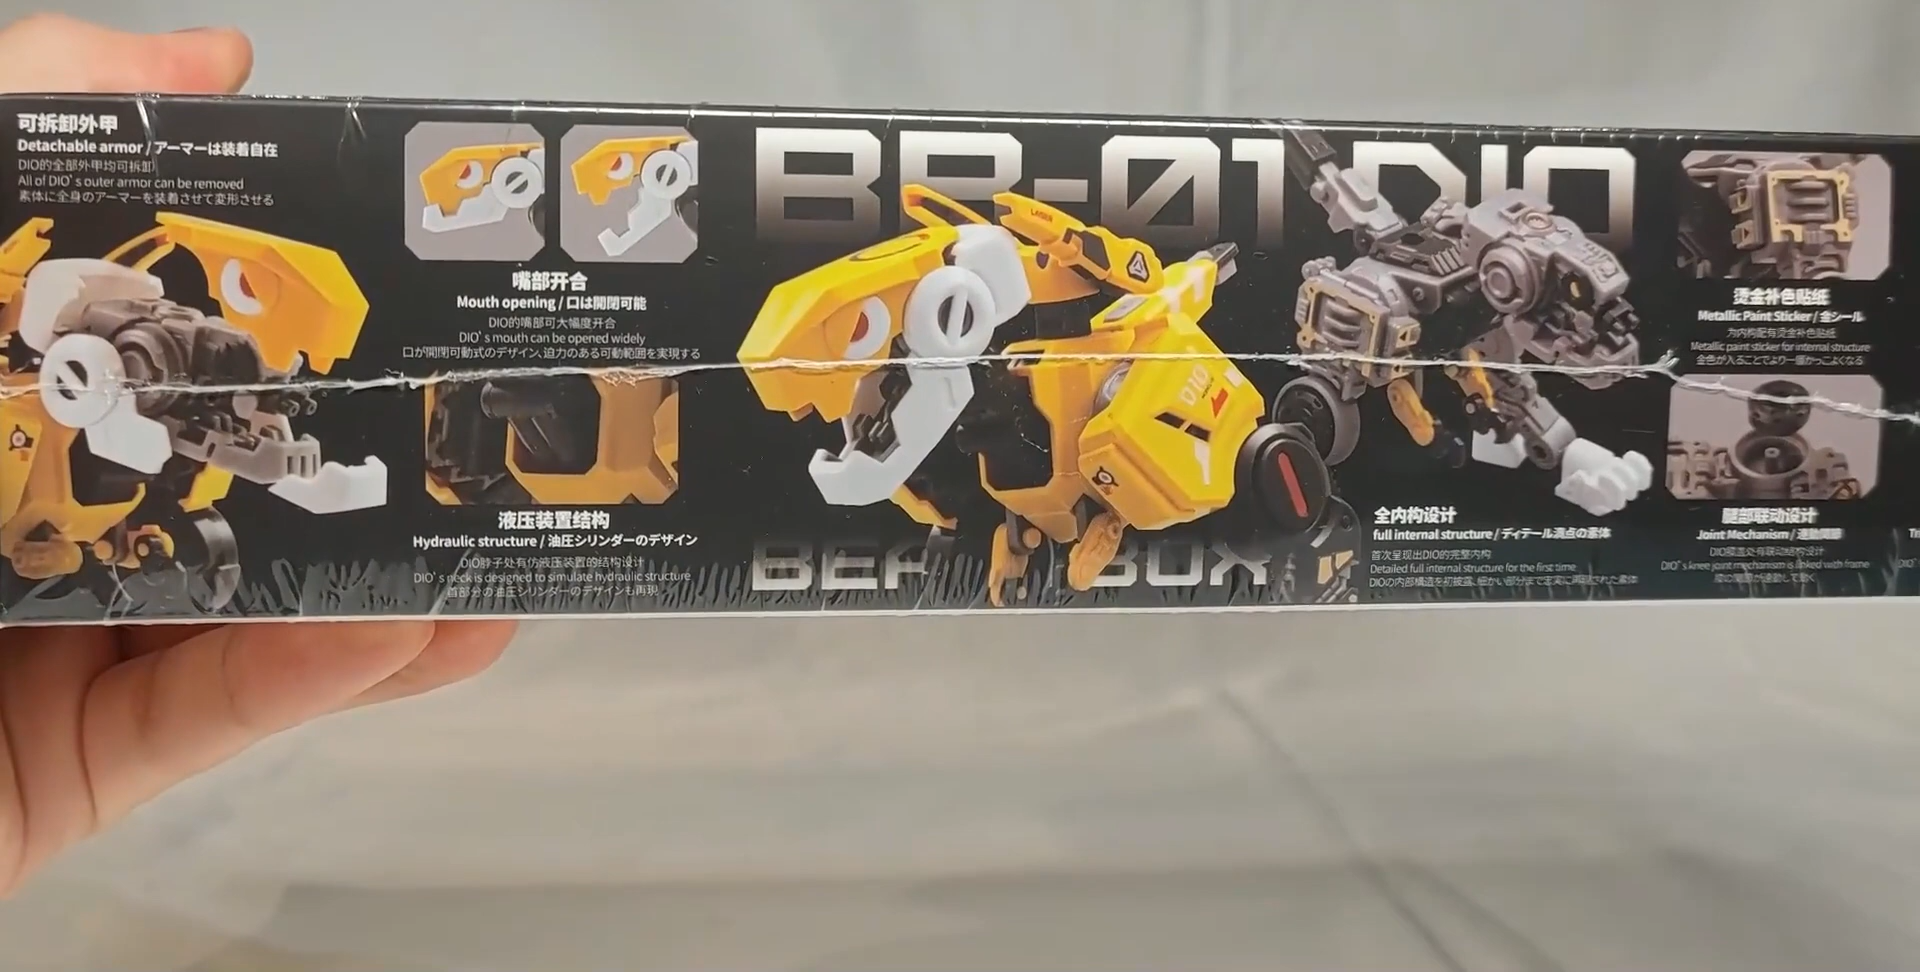 可拆卸外甲
Detachable armor / アーマーは装着自在
DIO的全部外甲均可拆卸
All of DIO's outer armor can be removed
素体に全身のアーマーを装着させて変形させる
嘴部开合
Mouth opening / 口は開閉可能
DIO的嘴部可大幅度开合
DIO's mouth can be opened widely
口が開閉可動式のデザイン、迫力のある可動範囲を実現する
液压装置结构
Hydraulic structure / 油圧シリンダーのデザイン
DIO脖子处有仿液压装置的结构设计
DIO's neck is designed to simulate hydraulic structure
首部分の油圧シリンダーのデザインも再現
BB-01 DIO
LASER
DIO
BOX
全内构设计
full internal structure / ディテール満点の素体
首次呈现出DIO的完整内构
Detailed full internal structure for the first time
DIOの内部構造を初披露、細かい部分まで忠実に再現された素体
烫金补色贴纸
Metallic Paint Sticker / 金シール
为内构配有烫金补色贴纸
Metallic paint sticker for internal structure
金色が入ることでより一層かっこよくなる
腿部联动设计
Joint Mechanism / 連動関節
DIO膝盖处有联动结构设计
DIO's knee joint mechanism is linked with frame
膝の関節が連動して動く